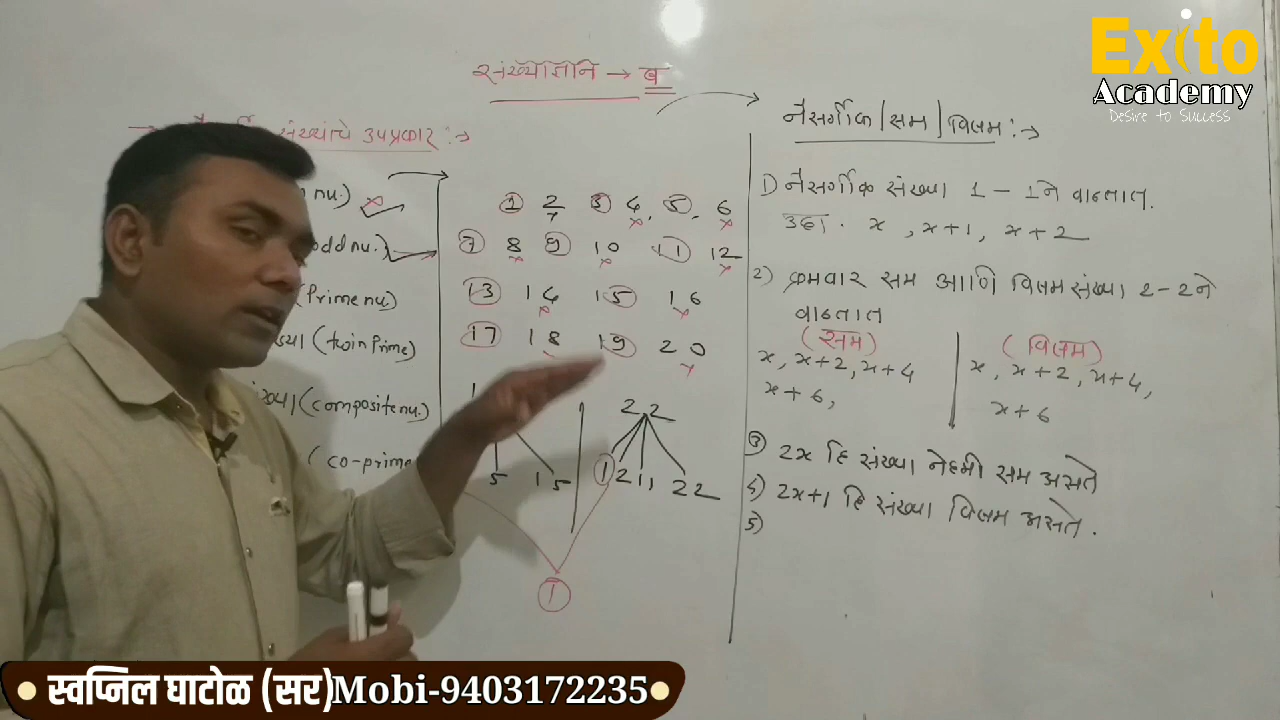 Exito
Academy
Desire to Success
संख्याज्ञान → ब
संख्यांचे उपप्रकार :→
nu.)
odd nu.)
(Prime nu)
(twin Prime)
(composite nu.)
(co-prime
1 2 3 4, 5, 6
7 8 9 10 11 12
13 14 15 16
17 18 19 20
22
5 15
1 2 11 22
1
नैसर्गीक/सम/विषम :→
1) नैसर्गीक संख्या 1-1ने वाढतात.
उदा. x, x+1, x+2
2) क्रमवार सम आणि विषम संख्या 2-2ने
वाढतात
(सम)
x, x+2, x+4
x+6,
(विषम)
x, x+2, x+4,
x+6
3) 2x हि संख्या नेहमी सम असते
4) 2x+1 हि संख्या विषम असते.
5)
स्वप्निल घाटोळ (सर) Mobi-9403172235